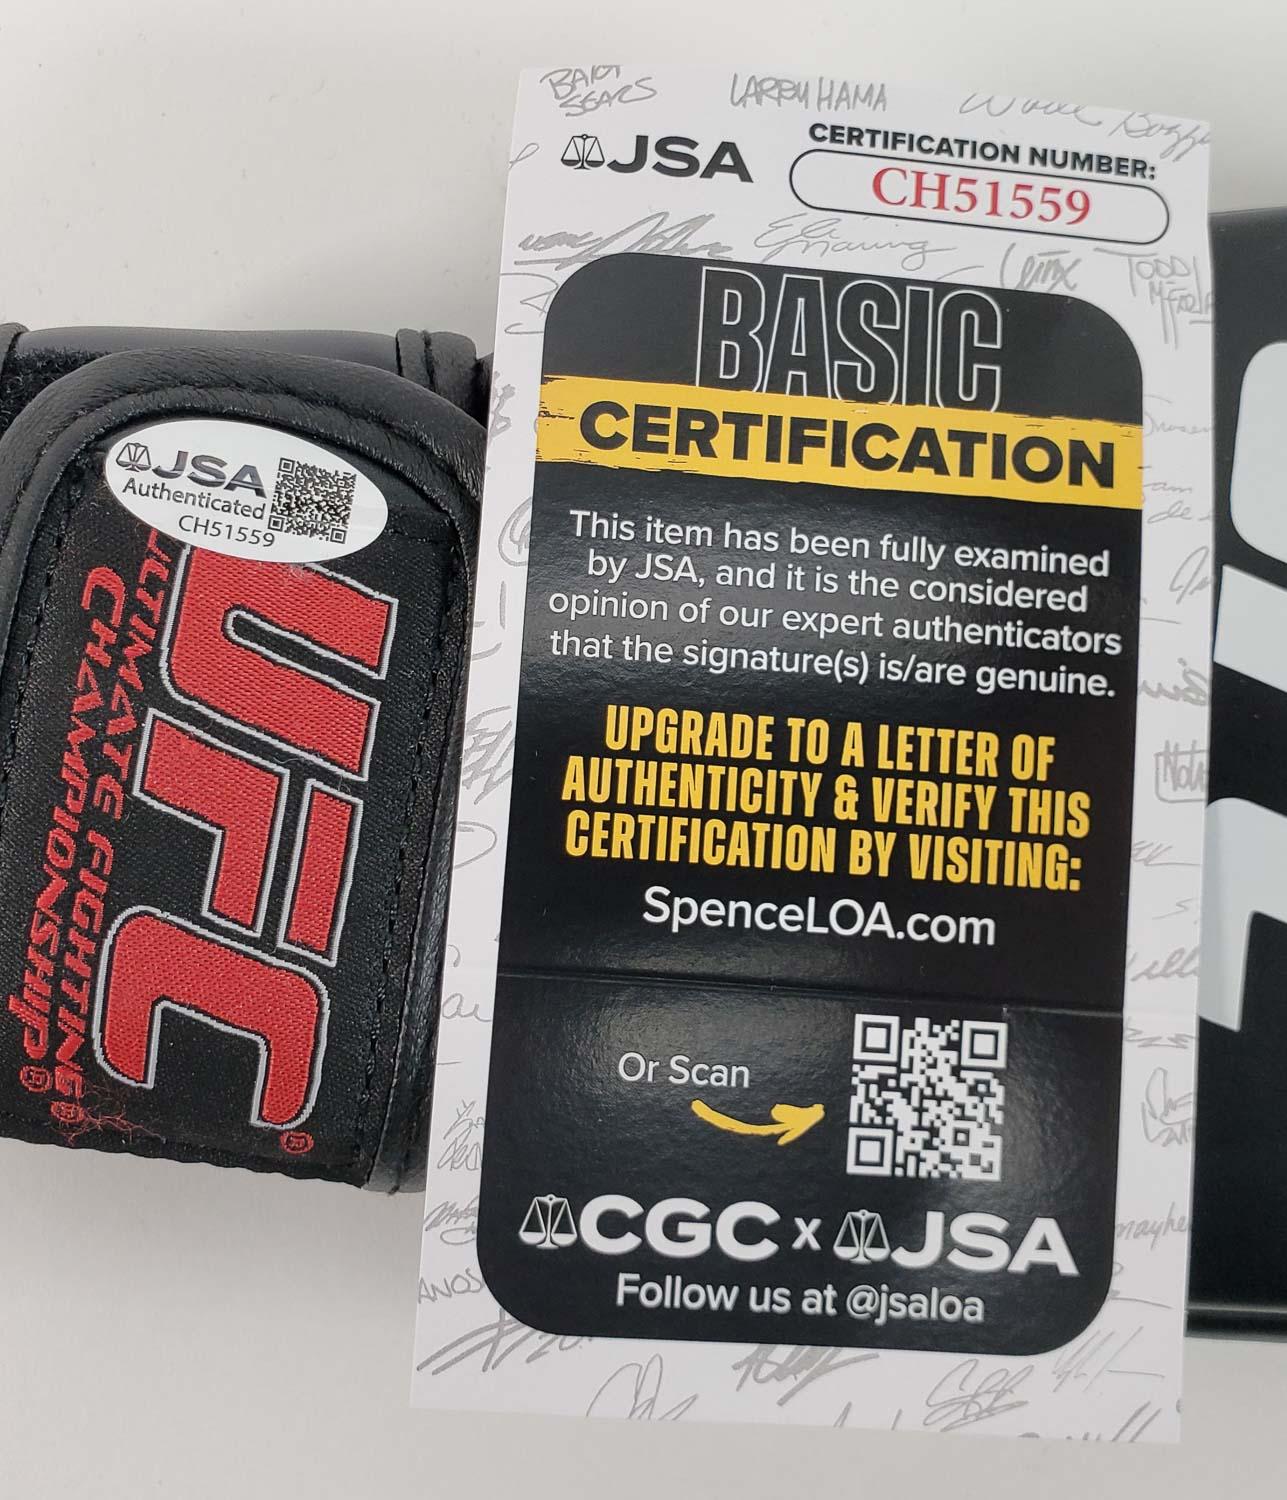 BART
SEARS
LARRY HAMA
JSA
CERTIFICATION NUMBER:
CH51559
TODD
BASIC
CERTIFICATION
This item has been fully examined
by JSA, and it is the considered
opinion of our expert authenticators
that the signature(s) is/are genuine.
UPGRADE TO A LETTER OF
AUTHENTICITY & VERIFY THIS
CERTIFICATION BY VISITING:
SpenceLOA.com
Or Scan
CGC x JSA
Follow us at @jsaloa
JSA
Authenticated
CH51559
UFC®
ULTIMATE FIGHTING®
CHAMPIONSHIP®